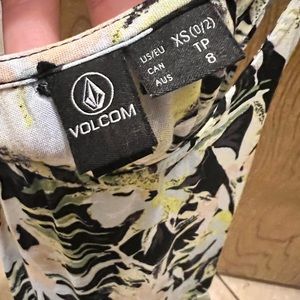 VOLCOM
US/EU XS(0/2)
CAN TP
AUS 8